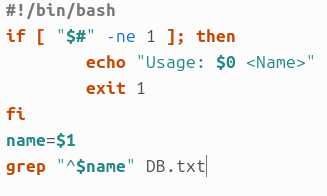 #!/bin/bash
if [ "$#" -ne 1 ]; then
        echo "Usage: $0 <Name>"
        exit 1
fi
name=$1
grep "^$name" DB.txt